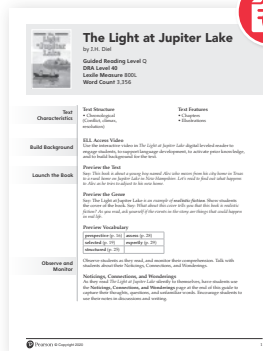 The Light at Jupiter Lake
by J.H. Diel
Guided Reading Level Q
DRA Level 40
Lexile Measure 800L
Word Count 3,356
Text Characteristics
Text Structure
• Chronological
(Conflict, climax,
resolution)
Text Features
• Chapters
• Illustrations
Build Background
ELL Access Video
Use the interactive video in The Light at Jupiter Lake digital leveled reader to
engage students, to support language development, to activate prior knowledge,
and to build background for the text.
Launch the Book
Preview the Text
Say: This book is about a young boy named Alex who moves from his city home in Texas
to a rural home on Jupiter Lake in New Hampshire. Let's read to find out what happens
to Alex as he tries to adjust to his new home.
Preview the Genre
Say: The Light at Jupiter Lake is an example of realistic fiction. Share students
the cover of the book. Say: What about this cover tells you that this book is realistic
fiction? As you read, ask yourself if the events in the story are things that could happen
in real life.
Preview Vocabulary
perspective (p. 24) access (p. 28)
selected (p. 29) equally (p. 29)
structured (p. 29)
Observe and Monitor
Observe students as they read, and monitor their comprehension. Talk with
students about their Noticings, Connections, and Wonderings.
Noticings, Connections, and Wonderings
As they read The Light at Jupiter Lake silently to themselves, have students use
the Noticings, Connections, and Wonderings page at the end of this guide to
capture their thoughts, questions, and unfamiliar words. Encourage students to
use their notes in discussions and writing.
Pearson © Copyright 2020
1